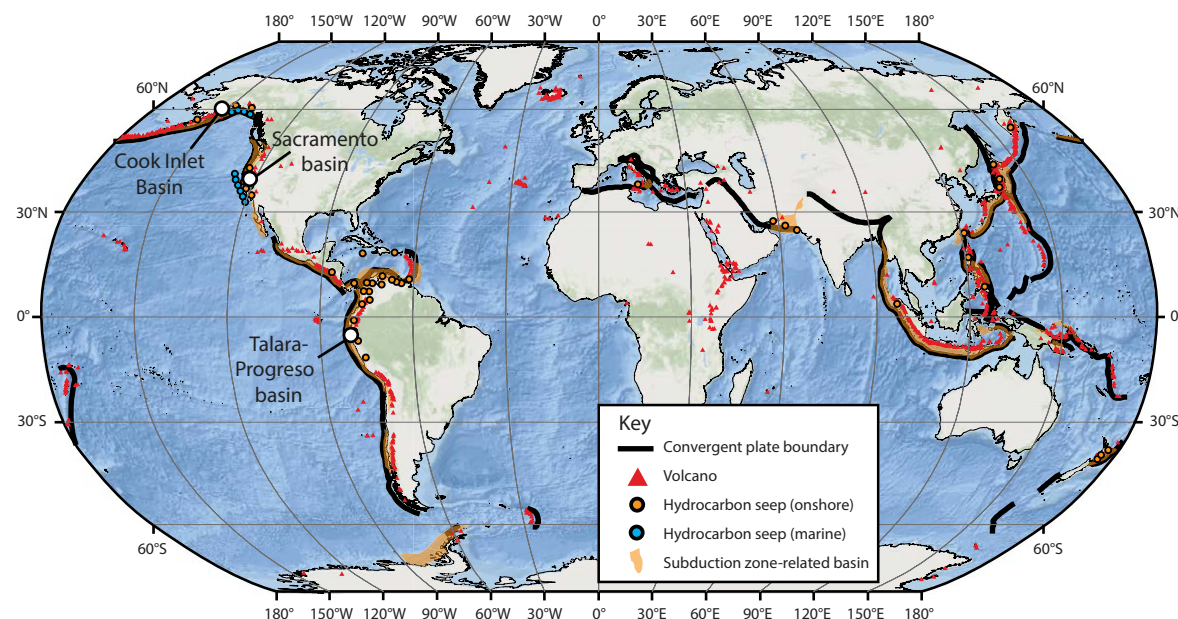 180° 150°W 120°W 90°W 60°W 30°W 0° 30°E 60°E 90°E 120°E 150°E 180°
60°N 60°N
Sacramento
basin
Cook Inlet
Basin
30°N 30°N
0° 0°
Talara-
Progreso
basin
30°S 30°S
Key
Convergent plate boundary
Volcano
Hydrocarbon seep (onshore)
Hydrocarbon seep (marine)
Subduction zone-related basin
60°S 60°S
180° 150°W 120°W 90°W 60°W 30°W 0° 30°E 60°E 90°E 120°E 150°E 180°